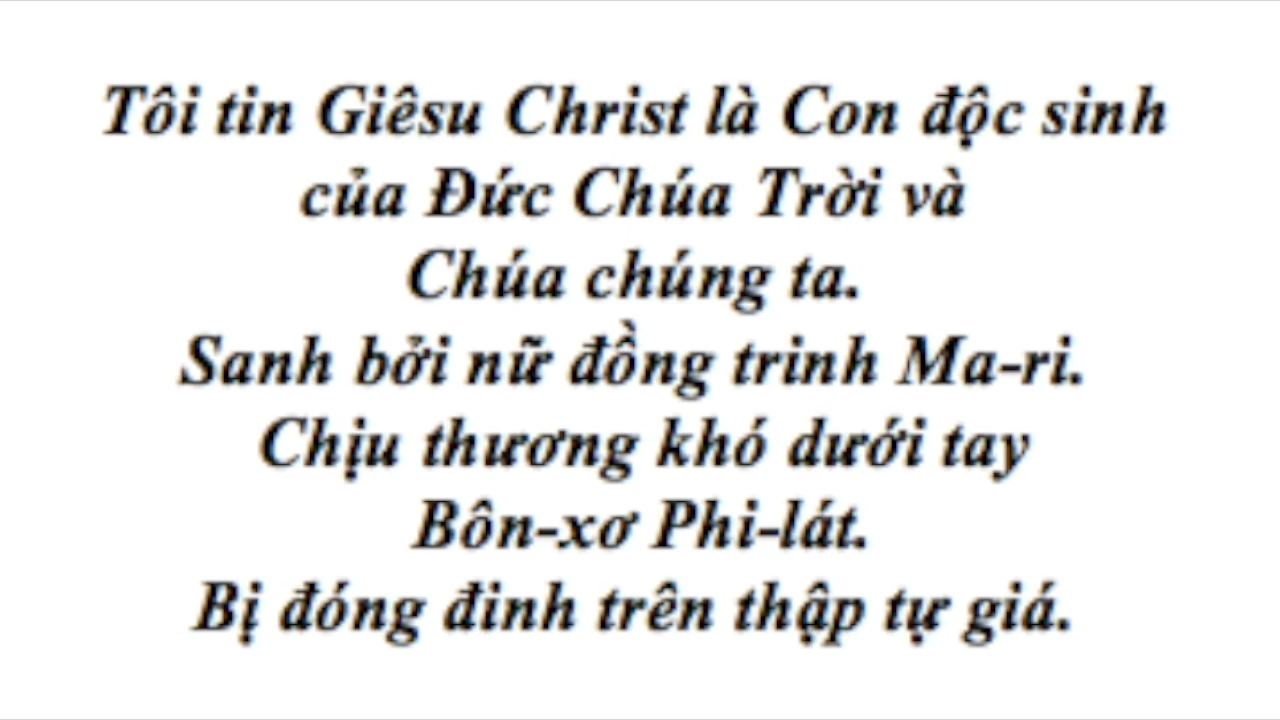 Tôi tin Giêsu Christ là Con độc sinh
của Đức Chúa Trời và
Chúa chúng ta.
Sanh bởi nữ đồng trinh Ma-ri.
Chịu thương khó dưới tay
Bôn-xơ Phi-lát.
Bị đóng đinh trên thập tự giá.